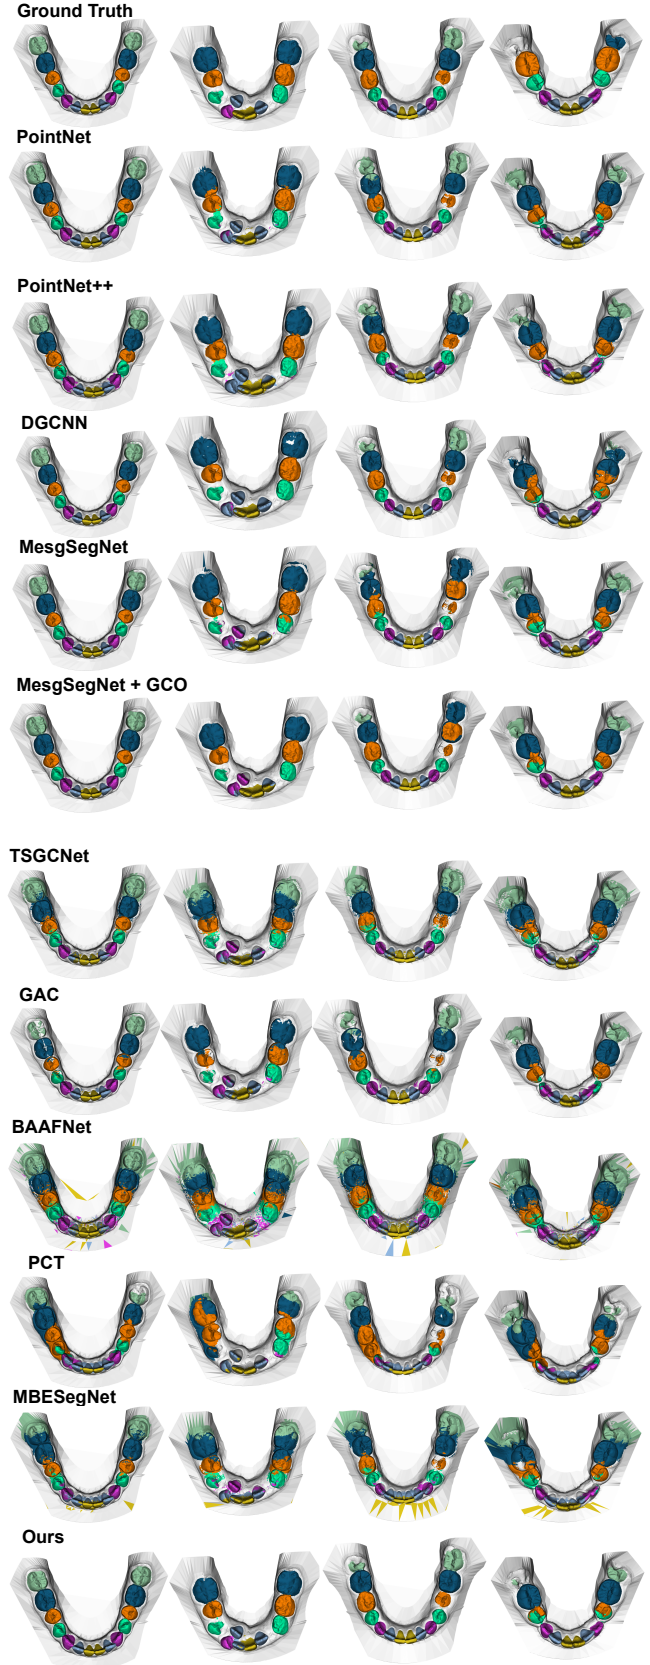 Ground Truth
PointNet
PointNet++
DGCNN
MesgSegNet
MesgSegNet + GCO
TSGCNet
GAC
BAAFNet
PCT
MBESegNet
Ours